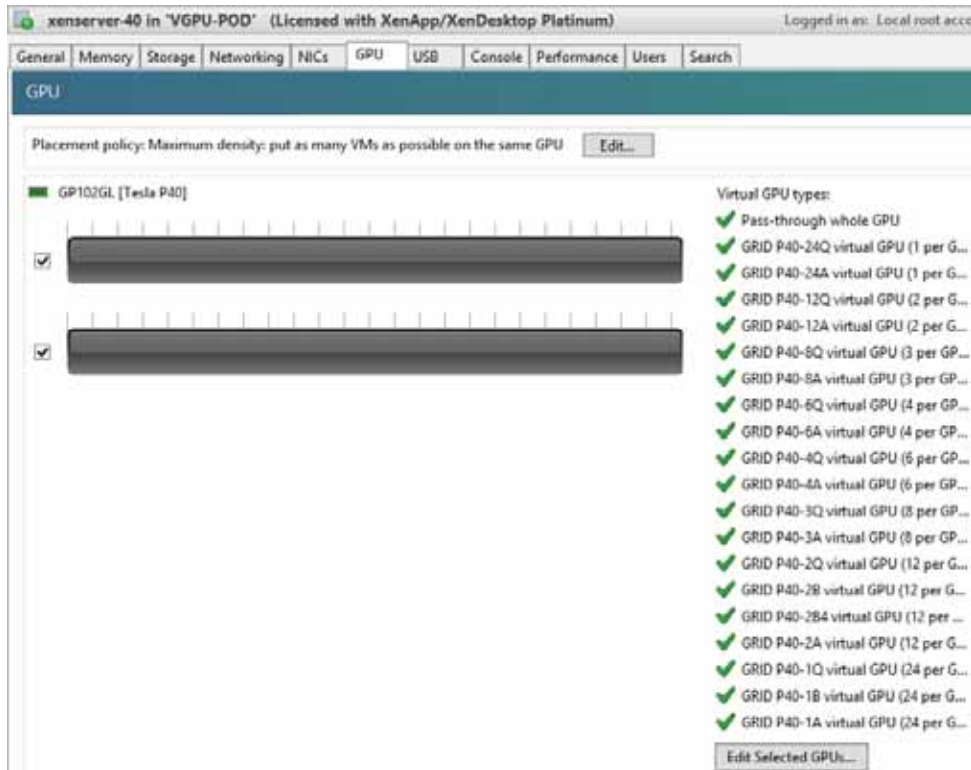 xenserver-40 in 'VGPU-POD' (Licensed with XenApp/XenDesktop Platinum) Logged in as: Local root acco
General Memory Storage Networking NICs GPU USB Console Performance Users Search
GPU
Placement policy: Maximum density: put as many VMs as possible on the same GPU Edit...
GP102GL [Tesla P40]
Virtual GPU types:
Pass-through whole GPU
GRID P40-24Q virtual GPU (1 per G...
GRID P40-24A virtual GPU (1 per G...
GRID P40-12Q virtual GPU (2 per G...
GRID P40-12A virtual GPU (2 per G...
GRID P40-8Q virtual GPU (3 per GP...
GRID P40-8A virtual GPU (3 per GP...
GRID P40-6Q virtual GPU (4 per GP...
GRID P40-6A virtual GPU (4 per GP...
GRID P40-4Q virtual GPU (6 per GP...
GRID P40-4A virtual GPU (6 per GP...
GRID P40-3Q virtual GPU (8 per GP...
GRID P40-3A virtual GPU (8 per GP...
GRID P40-2Q virtual GPU (12 per G...
GRID P40-2B virtual GPU (12 per G...
GRID P40-2B4 virtual GPU (12 per ...
GRID P40-2A virtual GPU (12 per G...
GRID P40-1Q virtual GPU (24 per G...
GRID P40-1B virtual GPU (24 per G...
GRID P40-1A virtual GPU (24 per G...
Edit Selected GPUs...